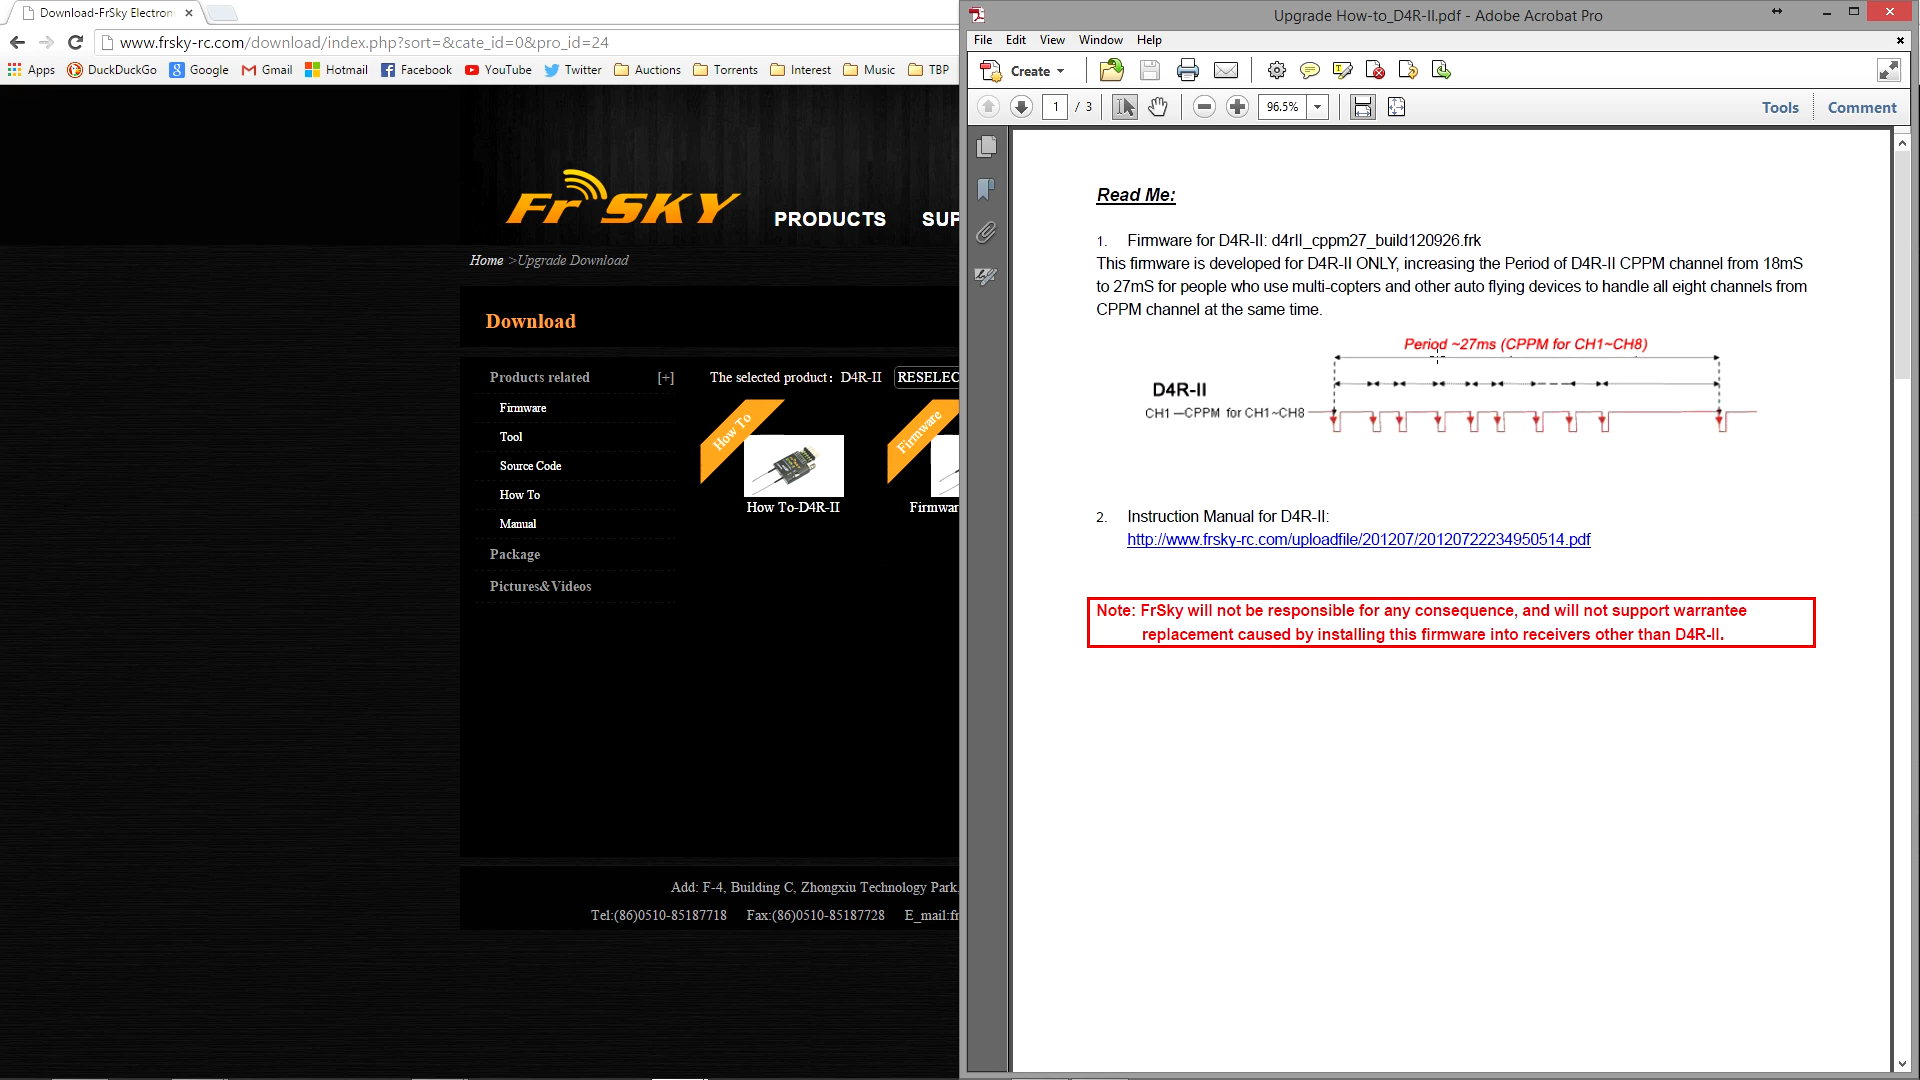 Download-FrSky Electron
www.frsky-rc.com/download/index.php?sort=&cate_id=0&pro_id=24
Apps DuckDuckGo Google Gmail Hotmail Facebook YouTube Twitter Auctions Torrents Interest Music TBP
FrSKY
PRODUCTS SUP
Home >Upgrade Download
Download
Products related [+]
Firmware
Tool
Source Code
How To
Manual
Package
Pictures&Videos
The selected product：D4R-II RESELEC
How To
Firmware
How To-D4R-II
Firmwar
Add: F-4, Building C, Zhongxiu Technology Park,
Tel:(86)0510-85187718 Fax:(86)0510-85187728 E_mail:fr
Upgrade How-to_D4R-II.pdf - Adobe Acrobat Pro
File Edit View Window Help
Create
1 / 3 96.5% Tools Comment
Read Me:
1. Firmware for D4R-II: d4rII_cppm27_build120926.frk
This firmware is developed for D4R-II ONLY, increasing the Period of D4R-II CPPM channel from 18mS
to 27mS for people who use multi-copters and other auto flying devices to handle all eight channels from
CPPM channel at the same time.
Period ~27ms (CPPM for CH1~CH8)
D4R-II
CH1 —CPPM for CH1~CH8
2. Instruction Manual for D4R-II:
http://www.frsky-rc.com/uploadfile/201207/20120722234950514.pdf
Note: FrSky will not be responsible for any consequence, and will not support warrantee
replacement caused by installing this firmware into receivers other than D4R-II.